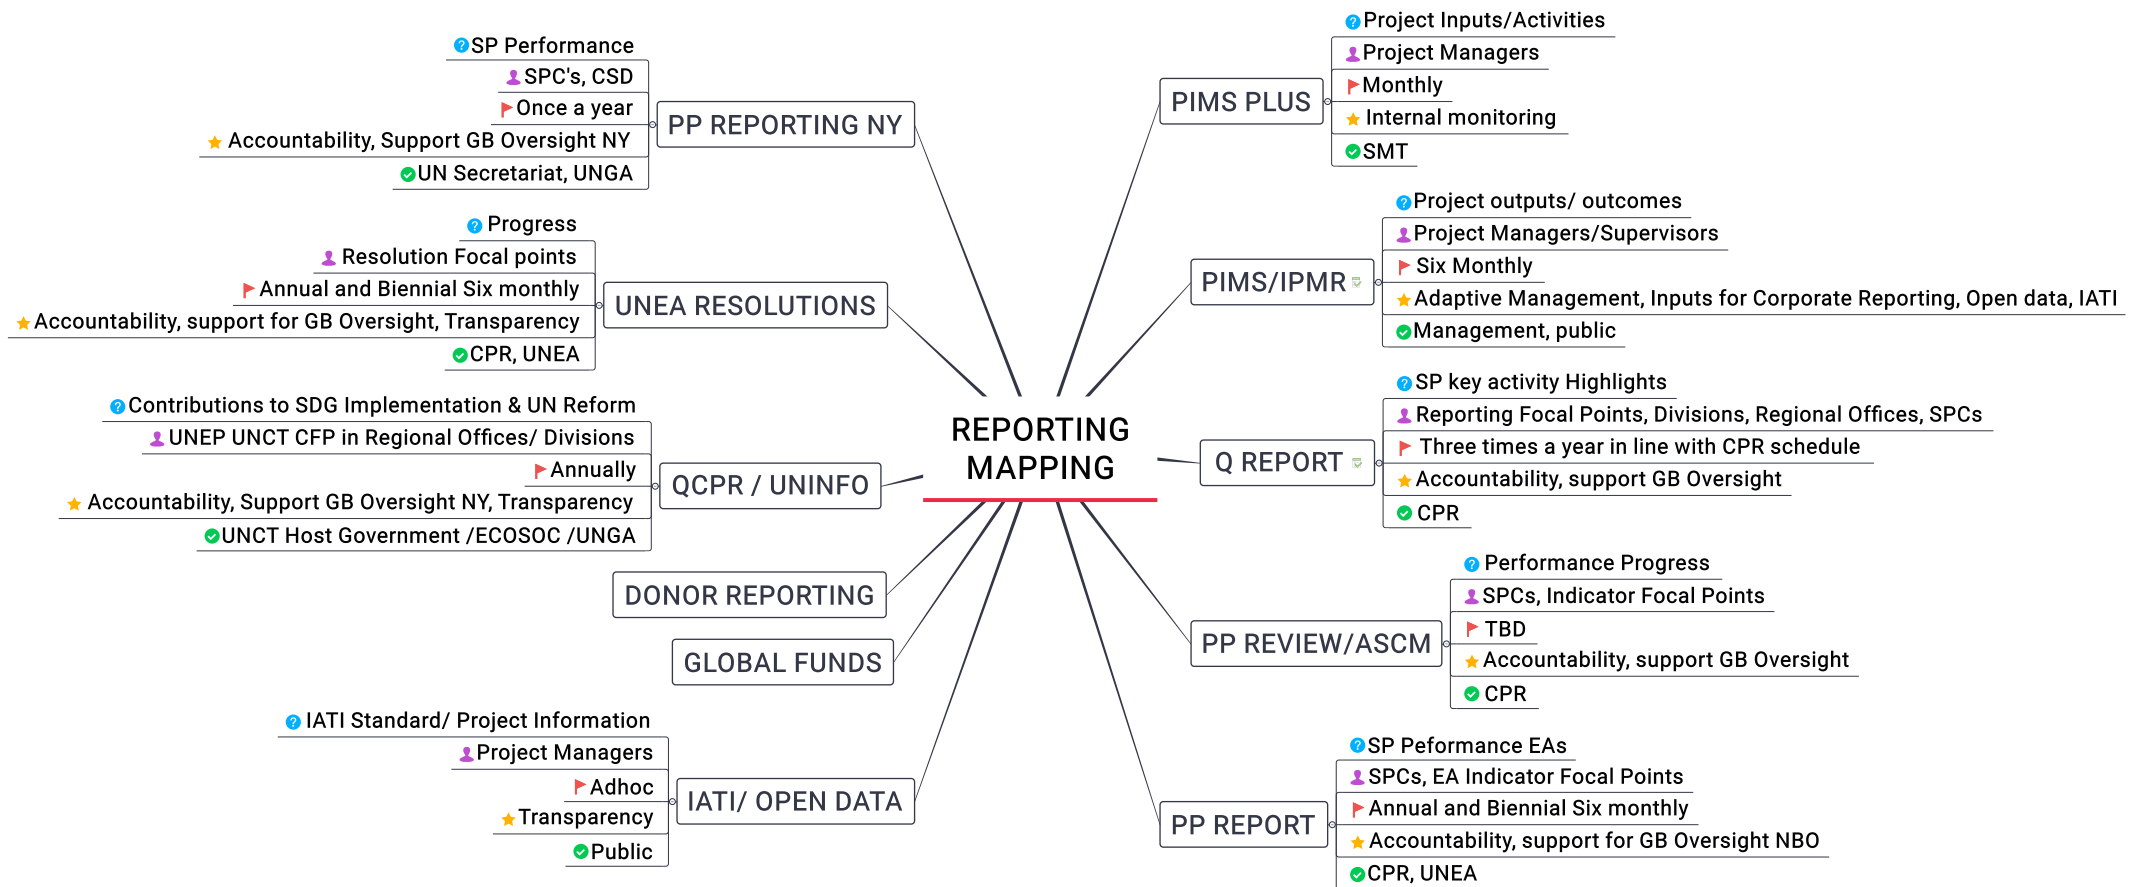 REPORTING
MAPPING
PIMS PLUS
Project Inputs/Activities
Project Managers
Monthly
Internal monitoring
SMT
PIMS/IPMR
Project outputs/ outcomes
Project Managers/Supervisors
Six Monthly
Adaptive Management, Inputs for Corporate Reporting, Open data, IATI
Management, public
Q REPORT
SP key activity Highlights
Reporting Focal Points, Divisions, Regional Offices, SPCs
Three times a year in line with CPR schedule
Accountability, support GB Oversight
CPR
PP REVIEW/ASCM
Performance Progress
SPCs, Indicator Focal Points
TBD
Accountability, support GB Oversight
CPR
PP REPORT
SP Peformance EAs
SPCs, EA Indicator Focal Points
Annual and Biennial Six monthly
Accountability, support for GB Oversight NBO
CPR, UNEA
PP REPORTING NY
SP Performance
SPC's, CSD
Once a year
Accountability, Support GB Oversight NY
UN Secretariat, UNGA
UNEA RESOLUTIONS
Progress
Resolution Focal points
Annual and Biennial Six monthly
Accountability, support for GB Oversight, Transparency
CPR, UNEA
QCPR / UNINFO
Contributions to SDG Implementation & UN Reform
UNEP UNCT CFP in Regional Offices/ Divisions
Annually
Accountability, Support GB Oversight NY, Transparency
UNCT Host Government /ECOSOC /UNGA
DONOR REPORTING
GLOBAL FUNDS
IATI/ OPEN DATA
IATI Standard/ Project Information
Project Managers
Adhoc
Transparency
Public